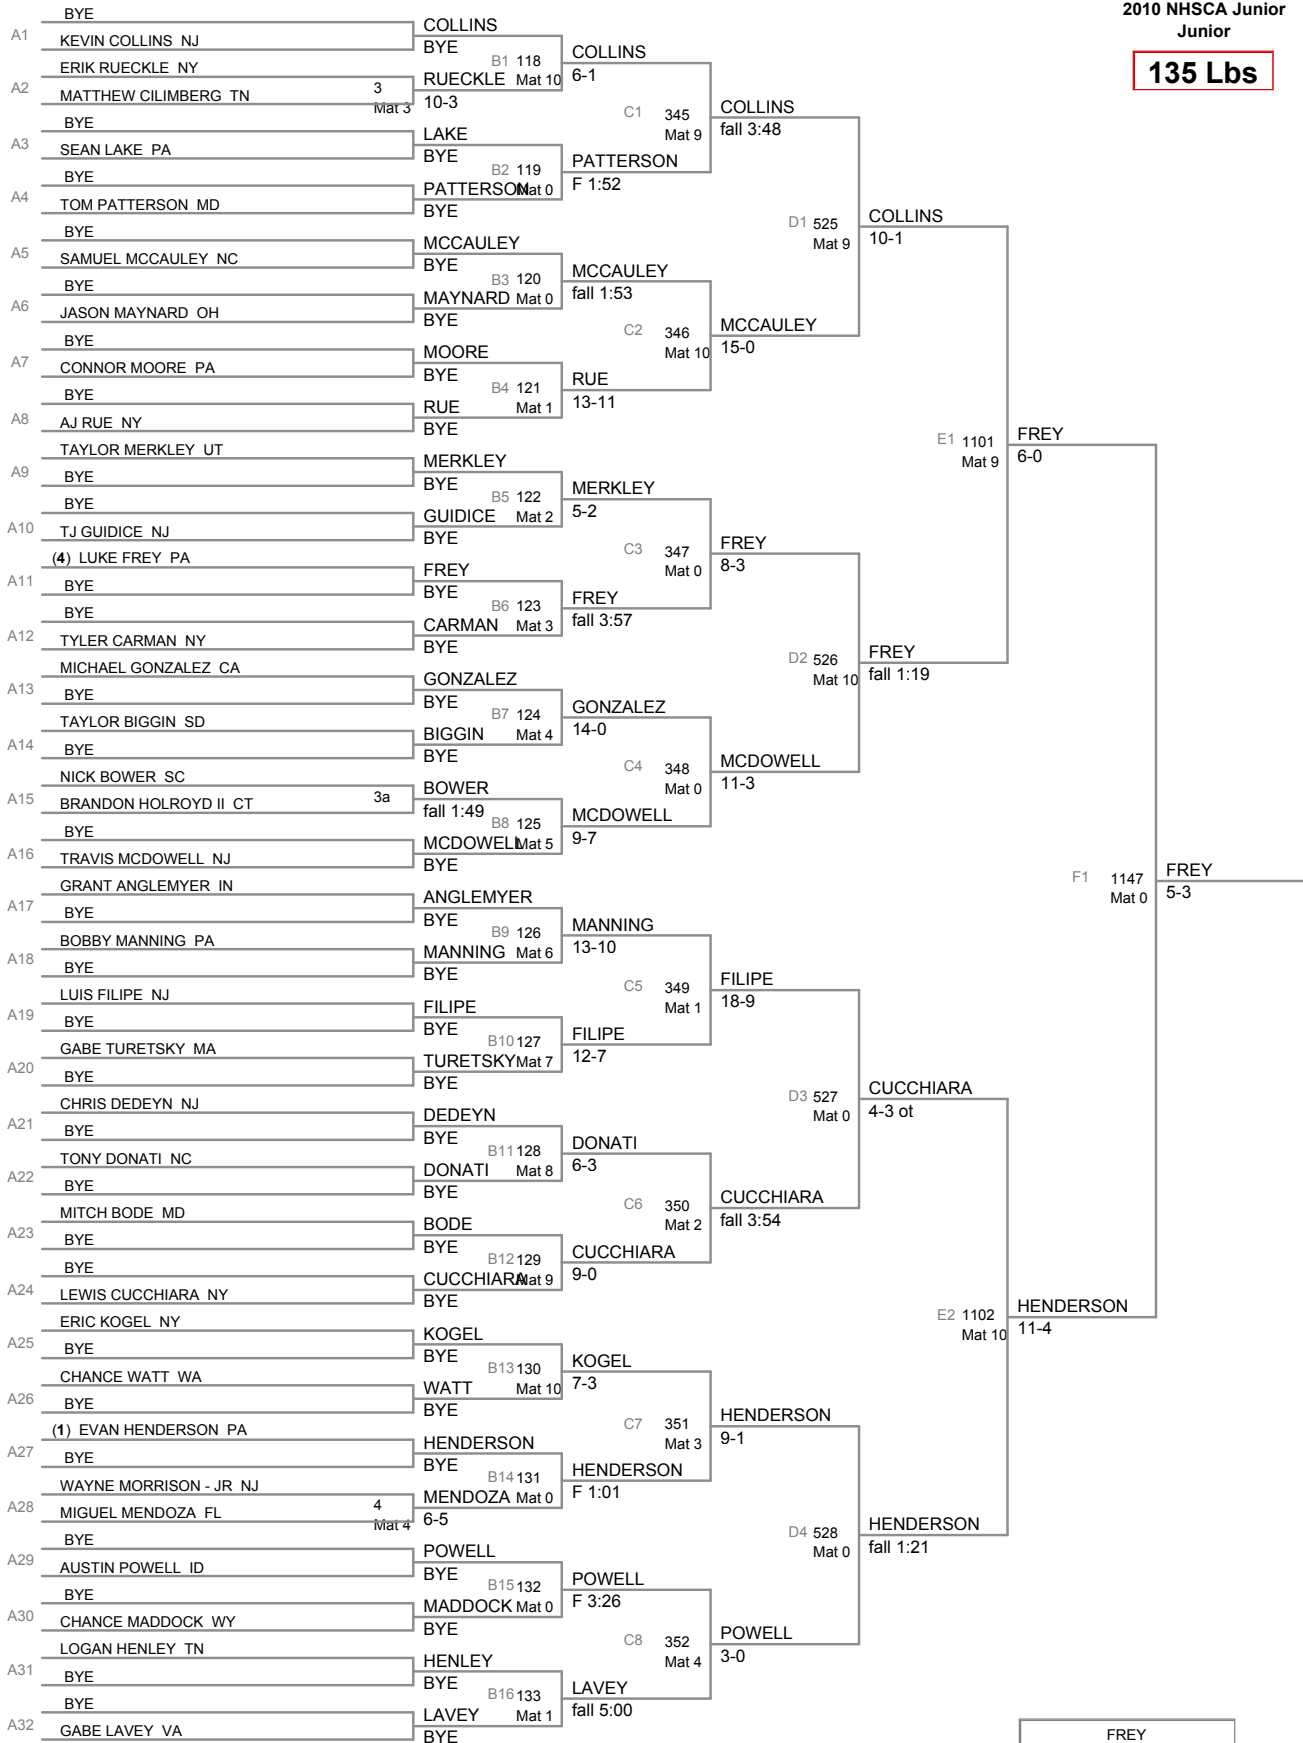 2010 NHSCA Junior
Junior
135 Lbs
A1
BYE
KEVIN COLLINS NJ
A2
ERIK RUECKLE NY
MATTHEW CILIMBERG TN
3
Mat 3
A3
BYE
SEAN LAKE PA
A4
BYE
TOM PATTERSON MD
A5
BYE
SAMUEL MCCAULEY NC
A6
BYE
JASON MAYNARD OH
A7
BYE
CONNOR MOORE PA
A8
BYE
AJ RUE NY
A9
TAYLOR MERKLEY UT
BYE
A10
BYE
TJ GUIDICE NJ
A11
(4) LUKE FREY PA
BYE
A12
BYE
TYLER CARMAN NY
A13
MICHAEL GONZALEZ CA
BYE
A14
TAYLOR BIGGIN SD
BYE
A15
NICK BOWER SC
BRANDON HOLROYD II CT
3a
A16
BYE
TRAVIS MCDOWELL NJ
A17
GRANT ANGLEMYER IN
BYE
A18
BOBBY MANNING PA
BYE
A19
LUIS FILIPE NJ
BYE
A20
GABE TURETSKY MA
BYE
A21
CHRIS DEDEYN NJ
BYE
A22
TONY DONATI NC
BYE
A23
MITCH BODE MD
BYE
A24
BYE
LEWIS CUCCHIARA NY
A25
ERIC KOGEL NY
BYE
A26
CHANCE WATT WA
BYE
A27
(1) EVAN HENDERSON PA
BYE
A28
WAYNE MORRISON - JR NJ
MIGUEL MENDOZA FL
4
Mat 4
A29
BYE
AUSTIN POWELL ID
A30
BYE
CHANCE MADDOCK WY
A31
LOGAN HENLEY TN
BYE
A32
BYE
GABE LAVEY VA
COLLINS
BYE
B1 118
Mat 10
RUECKLE
10-3
LAKE
BYE
B2 119
Mat 0
PATTERSON
BYE
MCCAULEY
BYE
B3 120
Mat 0
MAYNARD
BYE
MOORE
BYE
B4 121
Mat 1
RUE
BYE
MERKLEY
BYE
B5 122
Mat 2
GUIDICE
BYE
FREY
BYE
B6 123
Mat 3
CARMAN
BYE
GONZALEZ
BYE
B7 124
Mat 4
BIGGIN
BYE
BOWER
fall 1:49
B8 125
Mat 5
MCDOWELL
BYE
ANGLEMYER
BYE
B9 126
Mat 6
MANNING
BYE
FILIPE
BYE
B10 127
Mat 7
TURETSKY
BYE
DEDEYN
BYE
B11 128
Mat 8
DONATI
BYE
BODE
BYE
B12 129
Mat 9
CUCCHIARA
BYE
KOGEL
BYE
B13 130
Mat 10
WATT
BYE
HENDERSON
BYE
B14 131
Mat 0
MENDOZA
6-5
POWELL
BYE
B15 132
Mat 0
MADDOCK
BYE
HENLEY
BYE
B16 133
Mat 1
LAVEY
BYE
COLLINS
6-1
C1 345
Mat 9
PATTERSON
F 1:52
MCCAULEY
fall 1:53
C2 346
Mat 10
RUE
13-11
MERKLEY
5-2
C3 347
Mat 0
FREY
fall 3:57
GONZALEZ
14-0
C4 348
Mat 0
MCDOWELL
9-7
MANNING
13-10
C5 349
Mat 1
FILIPE
12-7
DONATI
6-3
C6 350
Mat 2
CUCCHIARA
9-0
KOGEL
7-3
C7 351
Mat 3
HENDERSON
F 1:01
POWELL
F 3:26
C8 352
Mat 4
LAVEY
fall 5:00
COLLINS
fall 3:48
D1 525
Mat 9
MCCAULEY
15-0
FREY
8-3
D2 526
Mat 10
MCDOWELL
11-3
FILIPE
18-9
D3 527
Mat 0
CUCCHIARA
fall 3:54
HENDERSON
9-1
D4 528
Mat 0
POWELL
3-0
COLLINS
10-1
E1 1101
Mat 9
FREY
fall 1:19
CUCCHIARA
4-3 ot
E2 1102
Mat 10
HENDERSON
fall 1:21
FREY
6-0
F1 1147
Mat 0
HENDERSON
11-4
FREY
5-3
FREY